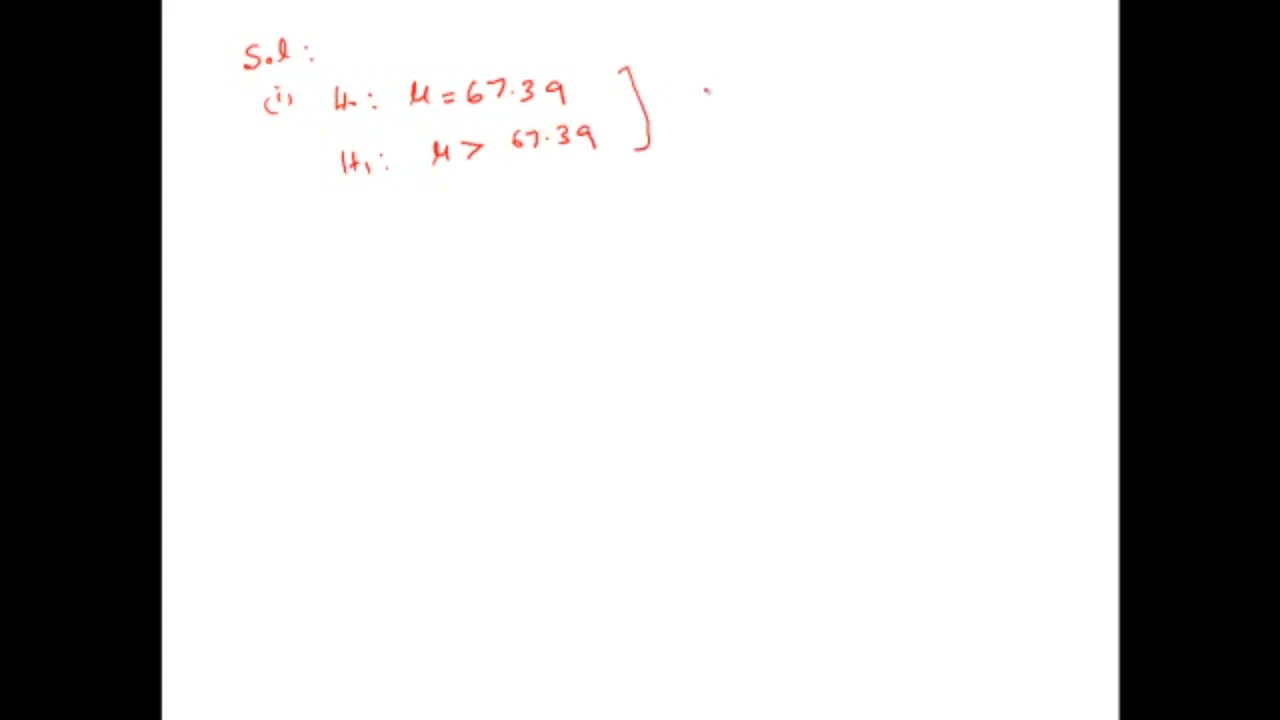 Sol:
(i) H₀: μ = 67.39
H₁: μ > 67.39